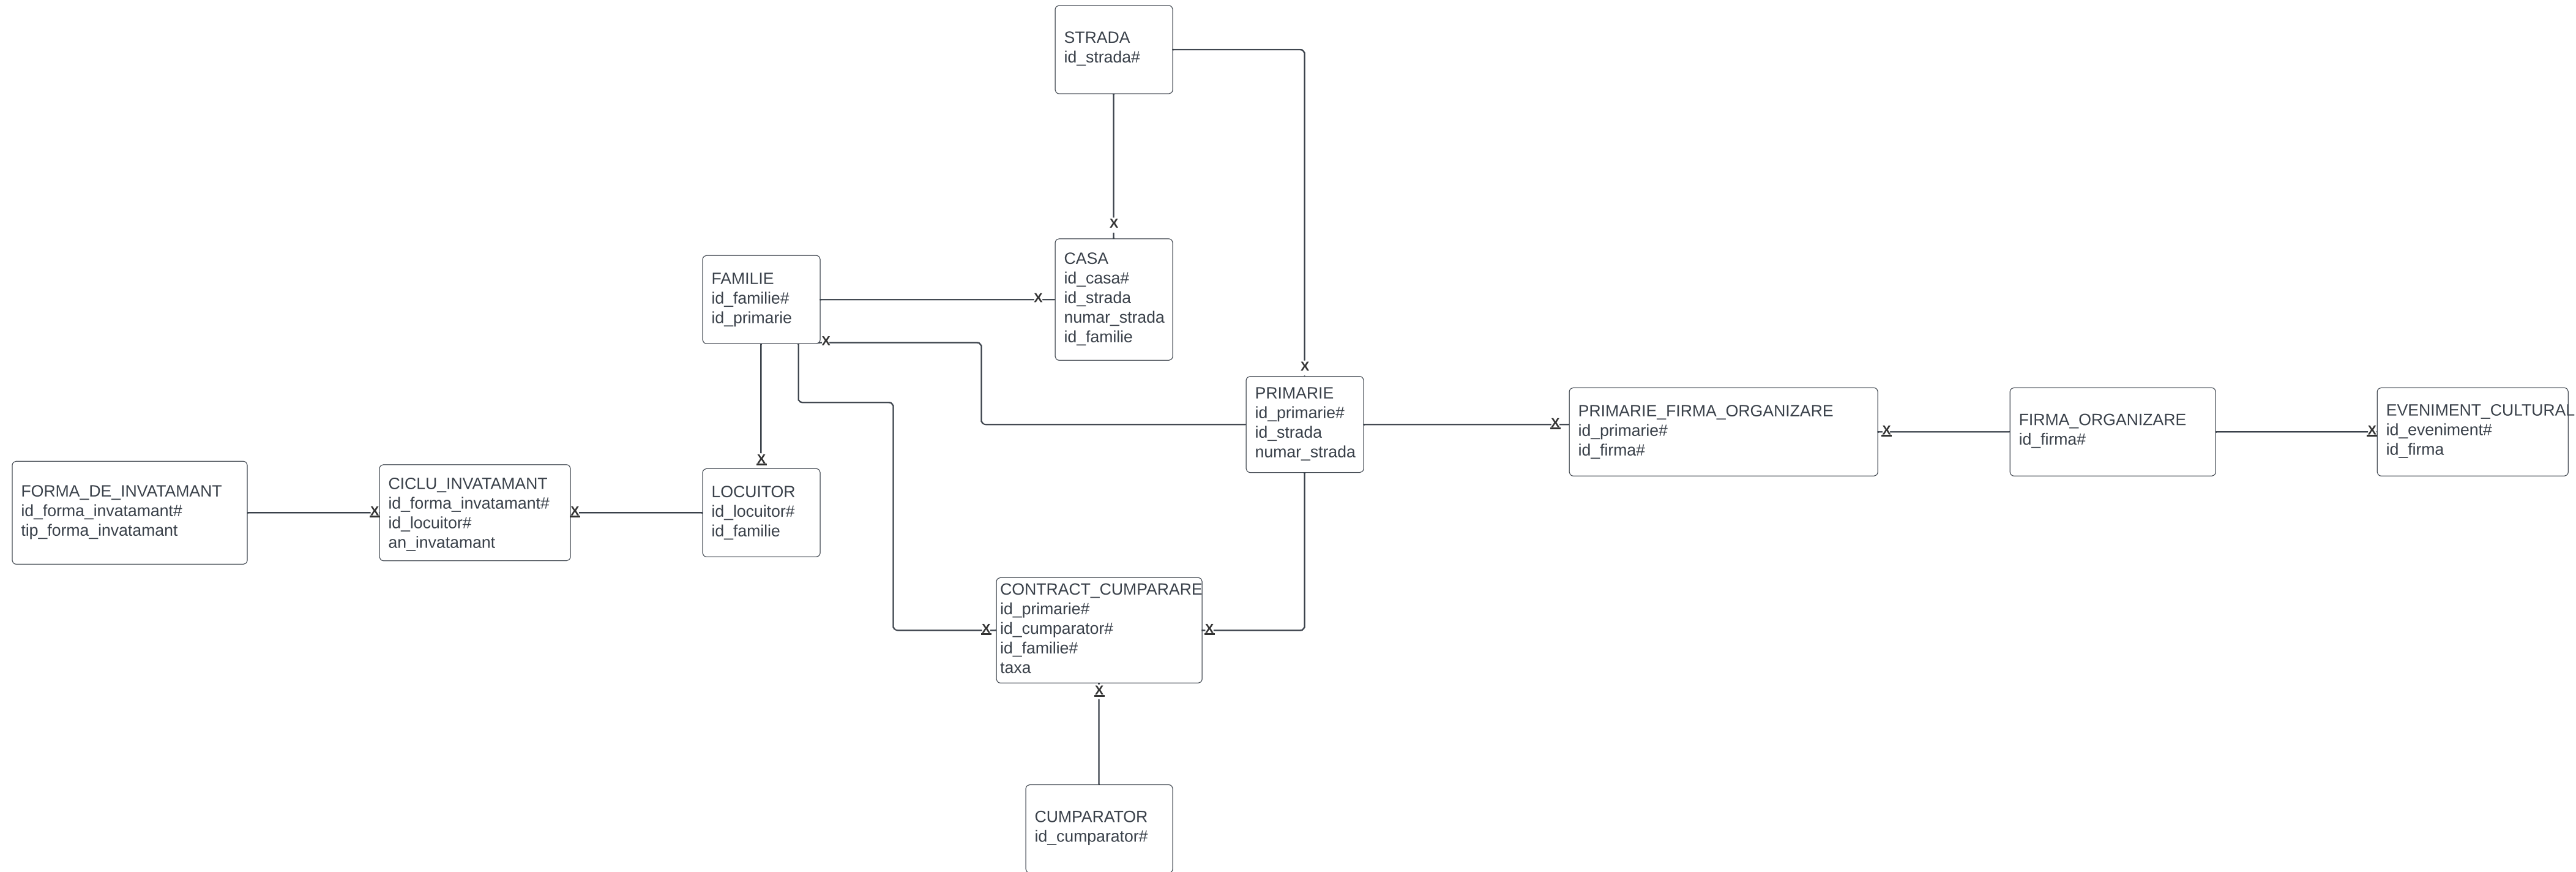 STRADA
id_strada#
X
CASA
id_casa#
id_strada
numar_strada
id_familie
FAMILIE
id_familie#
id_primarie
X
X
X
PRIMARIE
id_primarie#
id_strada
numar_strada
X
PRIMARIE_FIRMA_ORGANIZARE
id_primarie#
id_firma#
X
FIRMA_ORGANIZARE
id_firma#
X
EVENIMENT_CULTURAL
id_eveniment#
id_firma
FORMA_DE_INVATAMANT
id_forma_invatamant#
tip_forma_invatamant
X
CICLU_INVATAMANT
id_forma_invatamant#
id_locuitor#
an_invatamant
X
X
LOCUITOR
id_locuitor#
id_familie
X
CONTRACT_CUMPARARE
id_primarie#
id_cumparator#
id_familie#
taxa
X
X
CUMPARATOR
id_cumparator#